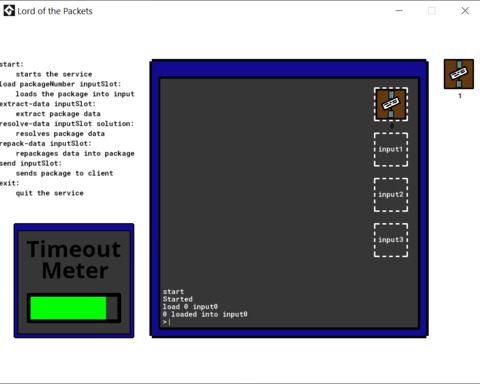 Lord of the Packets
start:
starts the service
load packageNumber inputSlot:
loads the package into input
extract-data inputSlot:
extract package data
resolve-data inputSlot solution:
resolves package data
repack-data inputSlot:
repackages data into package
send inputSlot:
sends package to client
exit:
quit the service
Timeout
Meter
input1
input2
input3
start
Started
load 0 input0
0 loaded into input0
>|
1